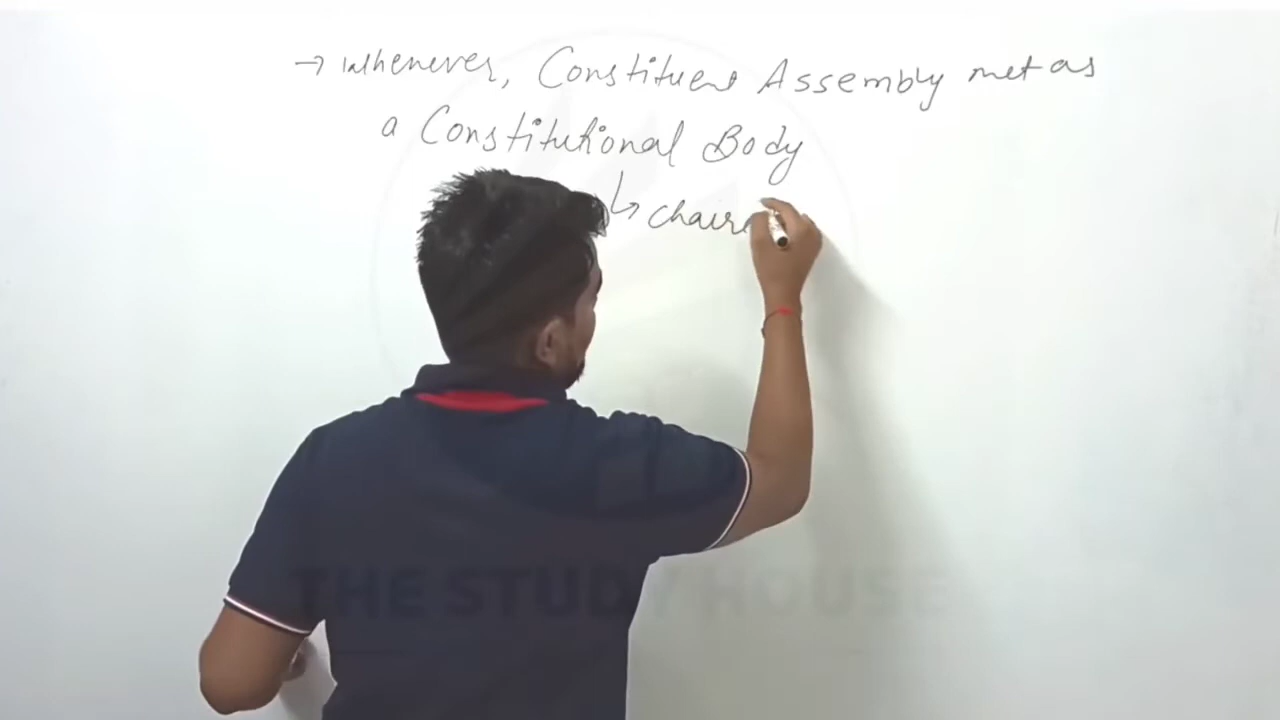 → Whenever, Constituent Assembly met as
a Constitutional Body
↳ chair
THE STUDY HOUSE